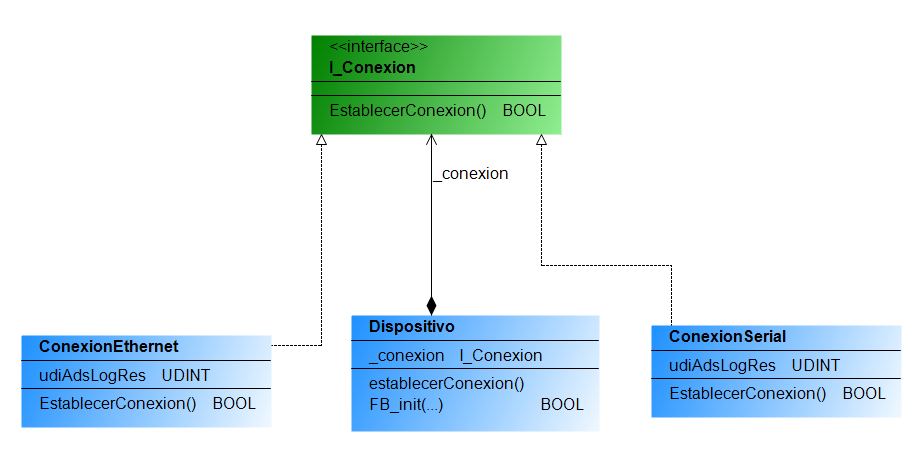 <<interface>>
I_Conexion
EstablecerConexion() BOOL
_conexion
ConexionEthernet
udiAdsLogRes UDINT
EstablecerConexion() BOOL
Dispositivo
_conexion I_Conexion
establecerConexion()
FB_init(...) BOOL
ConexionSerial
udiAdsLogRes UDINT
EstablecerConexion() BOOL